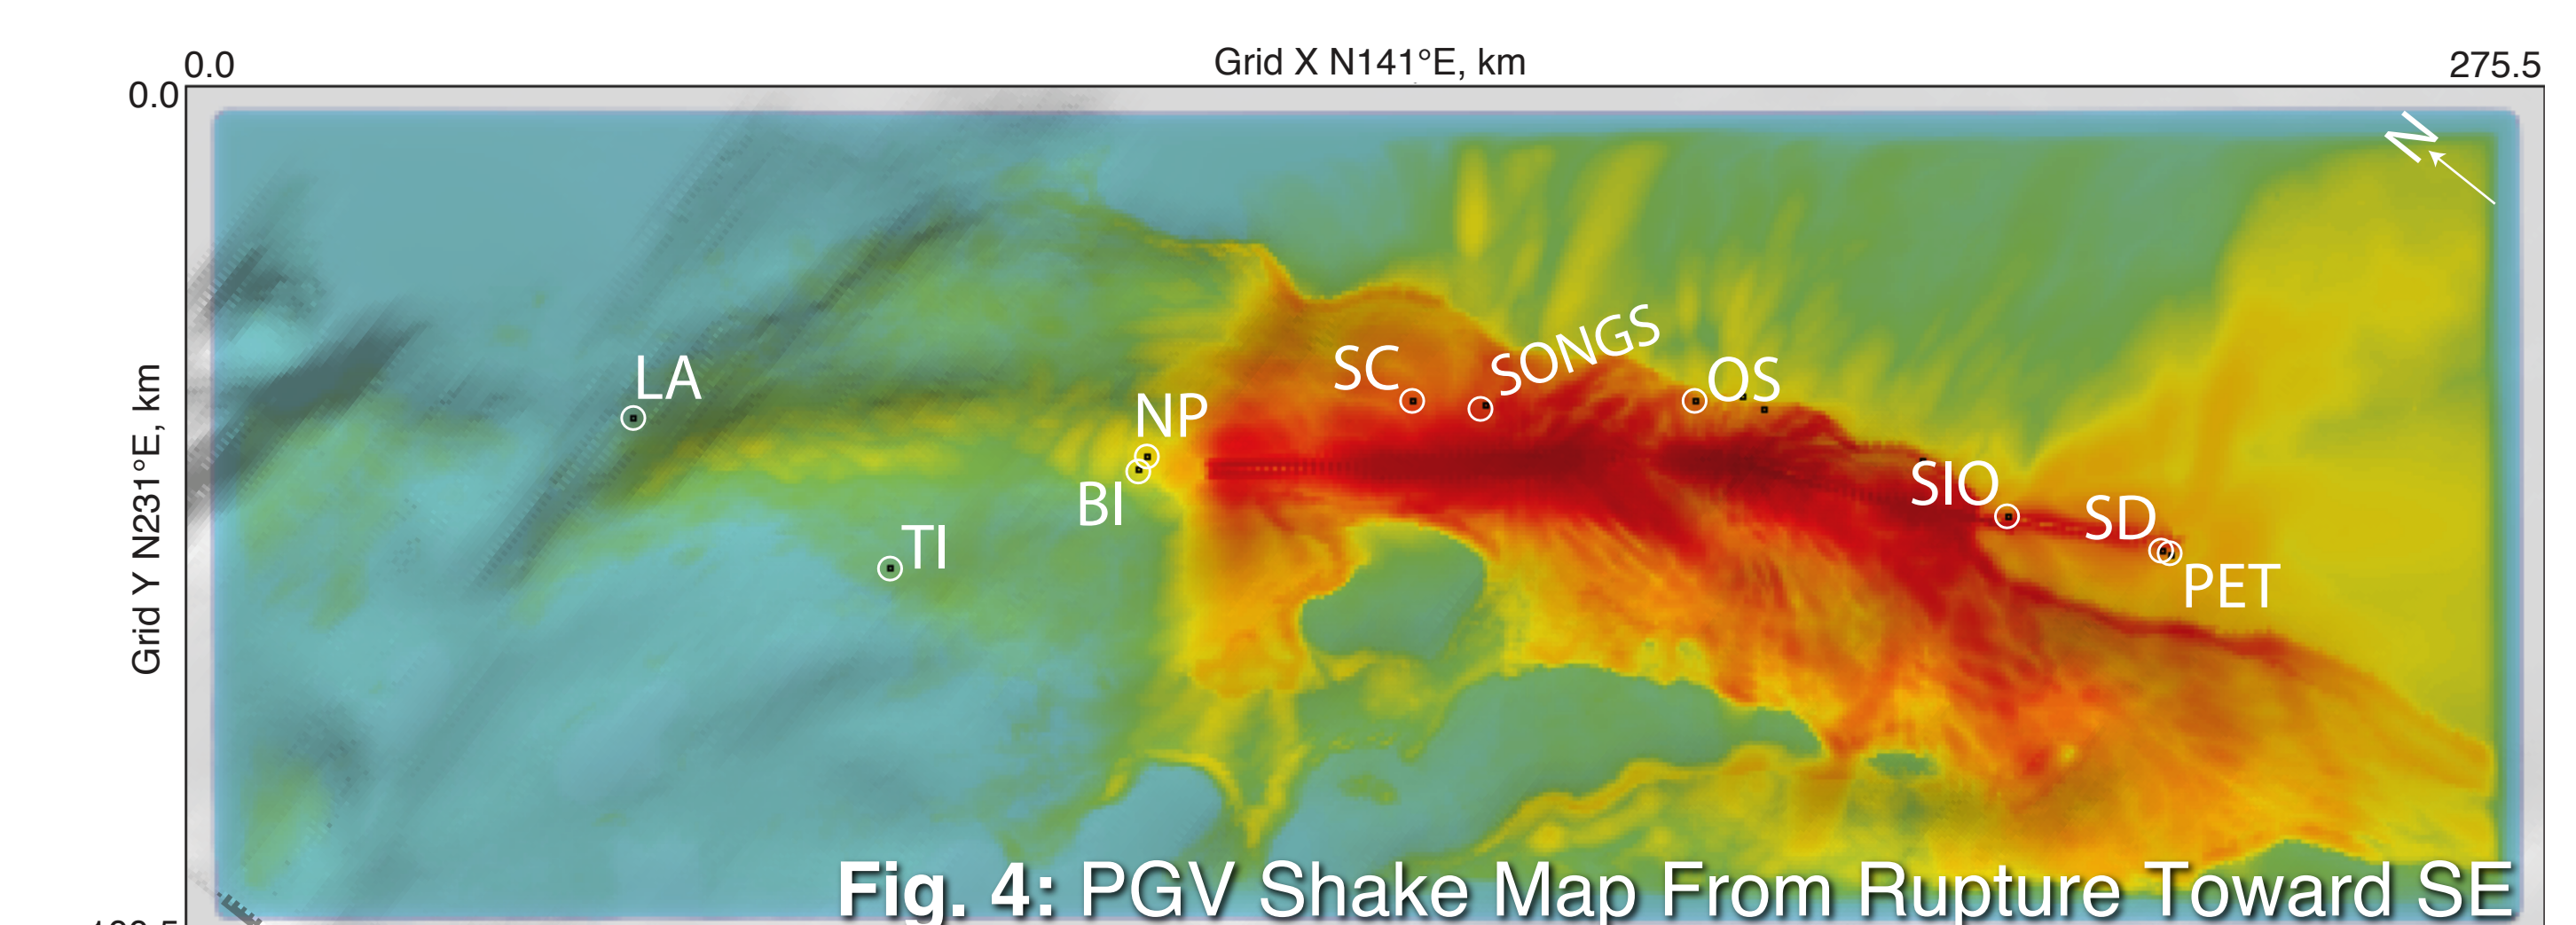 0.0
Grid X N141°E, km
275.5
0.0
N
Grid Y N231°E, km
LA
SC
SONGS
OS
NP
BI
TI
SIO
SD
PET
Fig. 4: PGV Shake Map From Rupture Toward SE